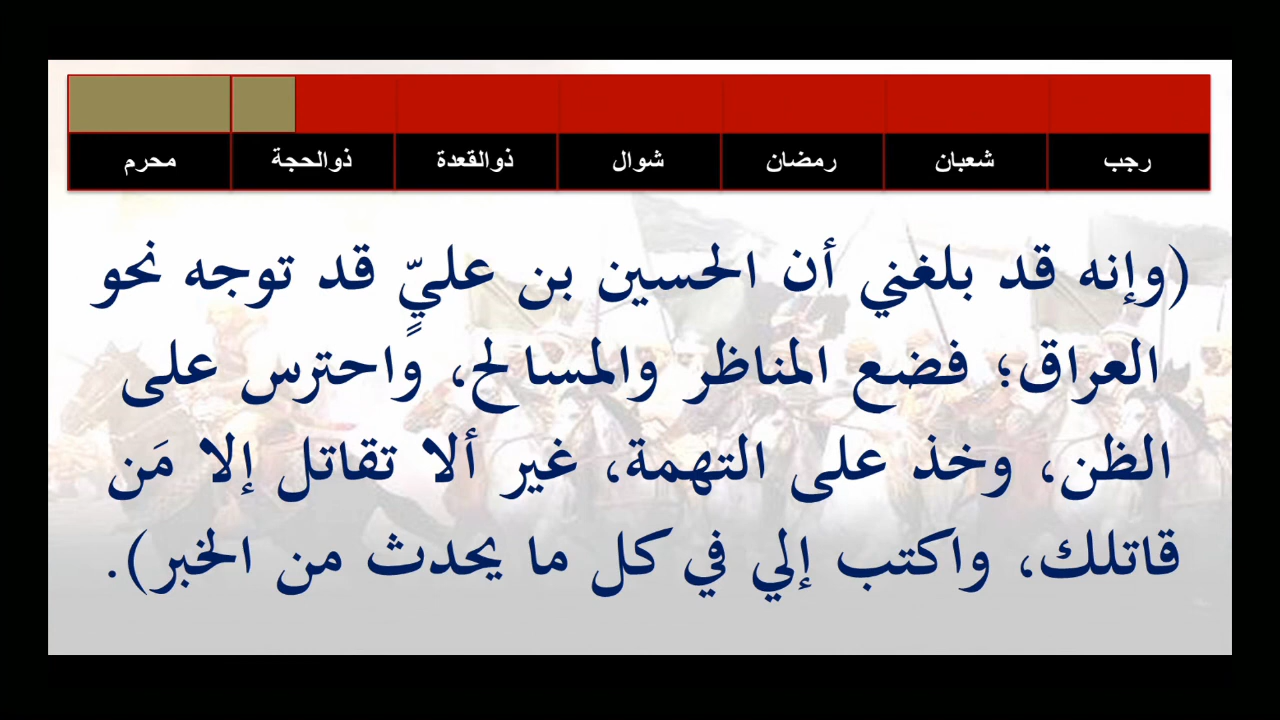 رجب شعبان رمضان شوال ذوالقعدة ذوالحجة محرم
(وإنه قد بلغني أن الحسين بن عليٍّ قد توجه نحو
العراق؛ فضع المناظر والمسالح، واحترس على
الظن، وخذ على التهمة، غير ألا تقاتل إلا مَن
قاتلك، واكتب إلي في كل ما يحدث من الخبر).